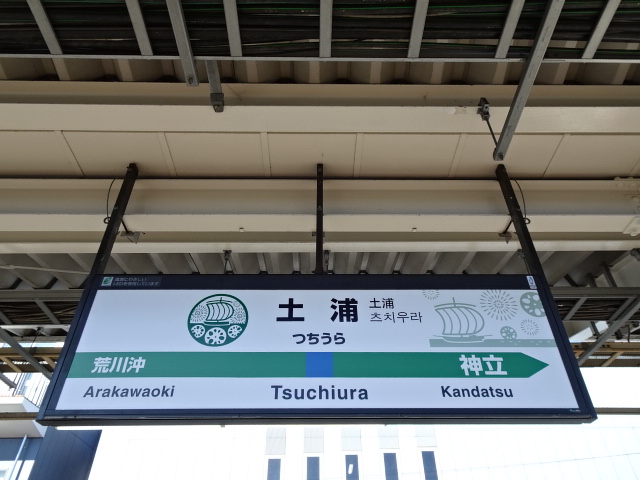 土浦
土浦
츠치우라
つちうら
荒川沖
神立
Arakawaoki
Tsuchiura
Kandatsu